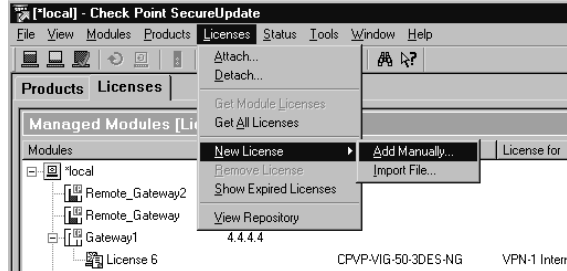 [*local] - Check Point SecureUpdate
File View Modules Products Licenses Status Tools Window Help
Attach...
Detach...
Products Licenses
Get Module Licenses
Managed Modules [Li
Get All Licenses
Modules
New License
Add Manually...
License for
*local
Remove License
Import File...
Remote_Gateway2
Show Expired Licenses
Remote_Gateway
View Repository
Gateway1 4.4.4.4
License 6 CPVP-VIG-50-3DES-NG VPN-1 Intern